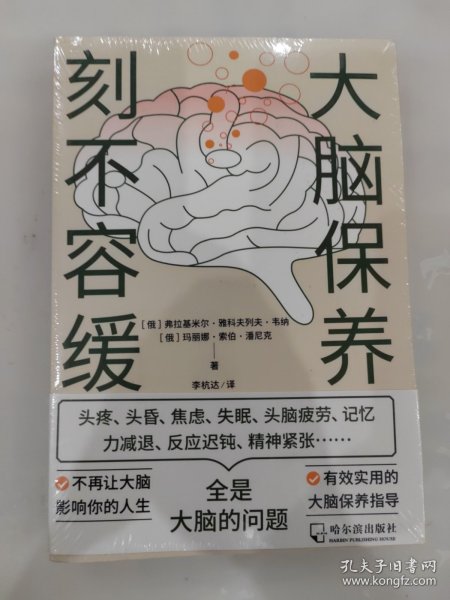 大脑保养
刻不容缓
[俄] 弗拉基米尔·雅科夫列夫·韦纳
[俄] 玛丽娜·索伯·潘尼克
著
李杭达/译
头疼、头昏、焦虑、失眠、头脑疲劳、记忆
力减退、反应迟钝、精神紧张……
不再让大脑
影响你的人生
全是
大脑的问题
有效实用的
大脑保养指导
哈尔滨出版社
HARBIN PUBLISHING HOUSE
孔夫子旧书网
www.kongfz.com